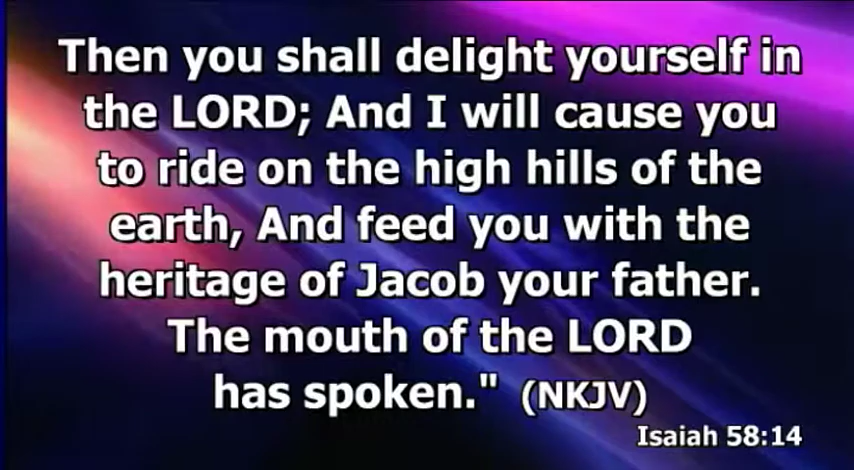 Then you shall delight yourself in
the LORD; And I will cause you
to ride on the high hills of the
earth, And feed you with the
heritage of Jacob your father.
The mouth of the LORD
has spoken." (NKJV)
Isaiah 58:14